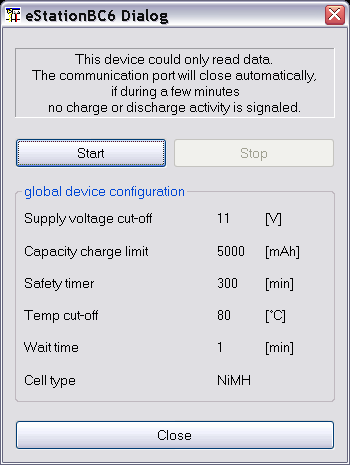 eStationBC6 Dialog
This device could only read data.
The communication port will close automatically,
if during a few minutes
no charge or discharge activity is signaled.
Start Stop
global device configuration
Supply voltage cut-off 11 [V]
Capacity charge limit 5000 [mAh]
Safety timer 300 [min]
Temp cut-off 80 [°C]
Wait time 1 [min]
Cell type NiMH
Close